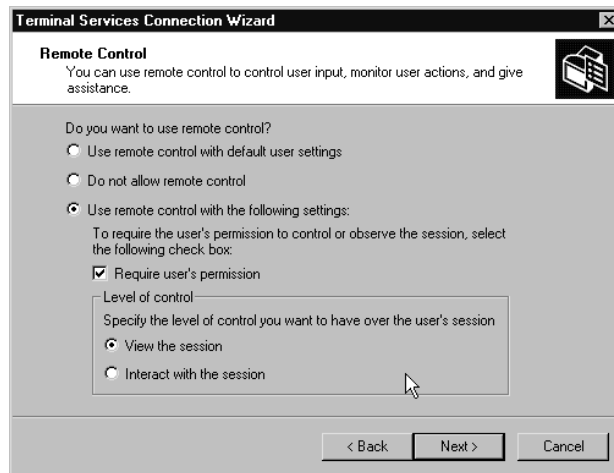 Terminal Services Connection Wizard
Remote Control
You can use remote control to control user input, monitor user actions, and give
assistance.
Do you want to use remote control?
Use remote control with default user settings
Do not allow remote control
Use remote control with the following settings:
To require the user's permission to control or observe the session, select
the following check box:
Require user's permission
Level of control
Specify the level of control you want to have over the user's session
View the session
Interact with the session
< Back Next > Cancel